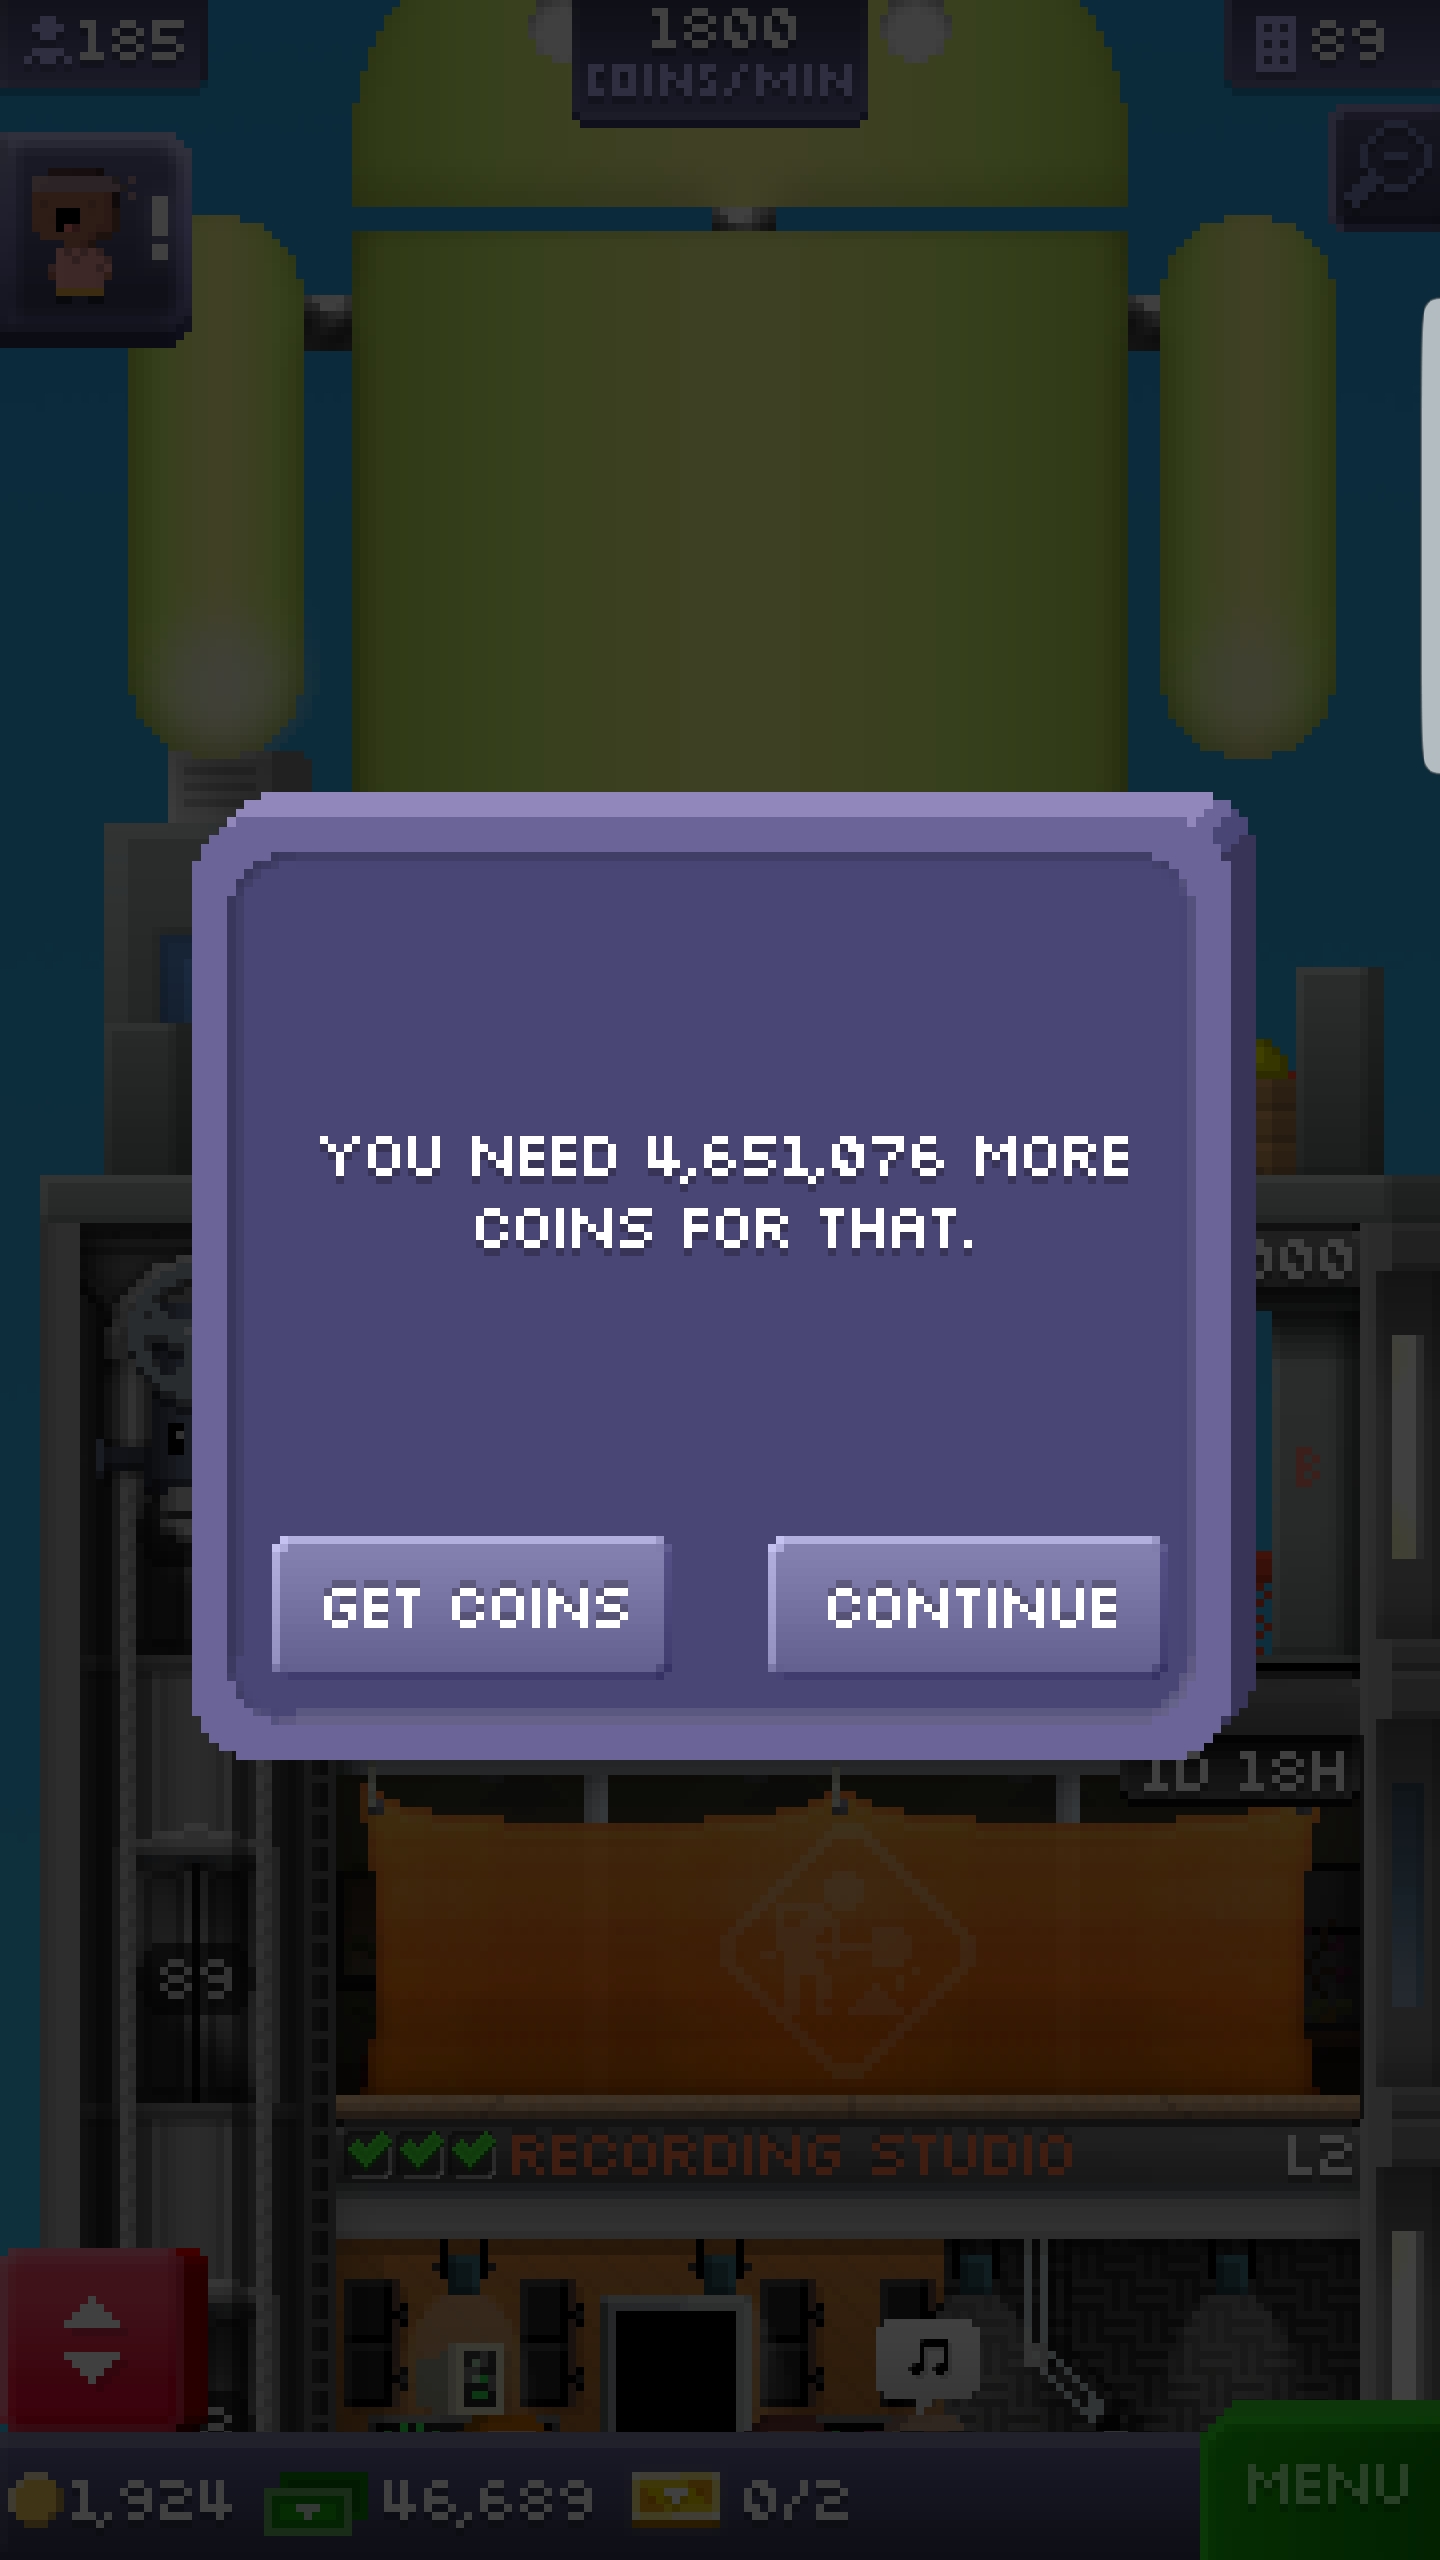 185
1800
COINS/MIN
89
!
YOU NEED 4,651,076 MORE
COINS FOR THAT.
000
B
GET COINS
CONTINUE
1D 18H
89
RECORDING STUDIO
L2
1,924
46,689
0/2
MENU